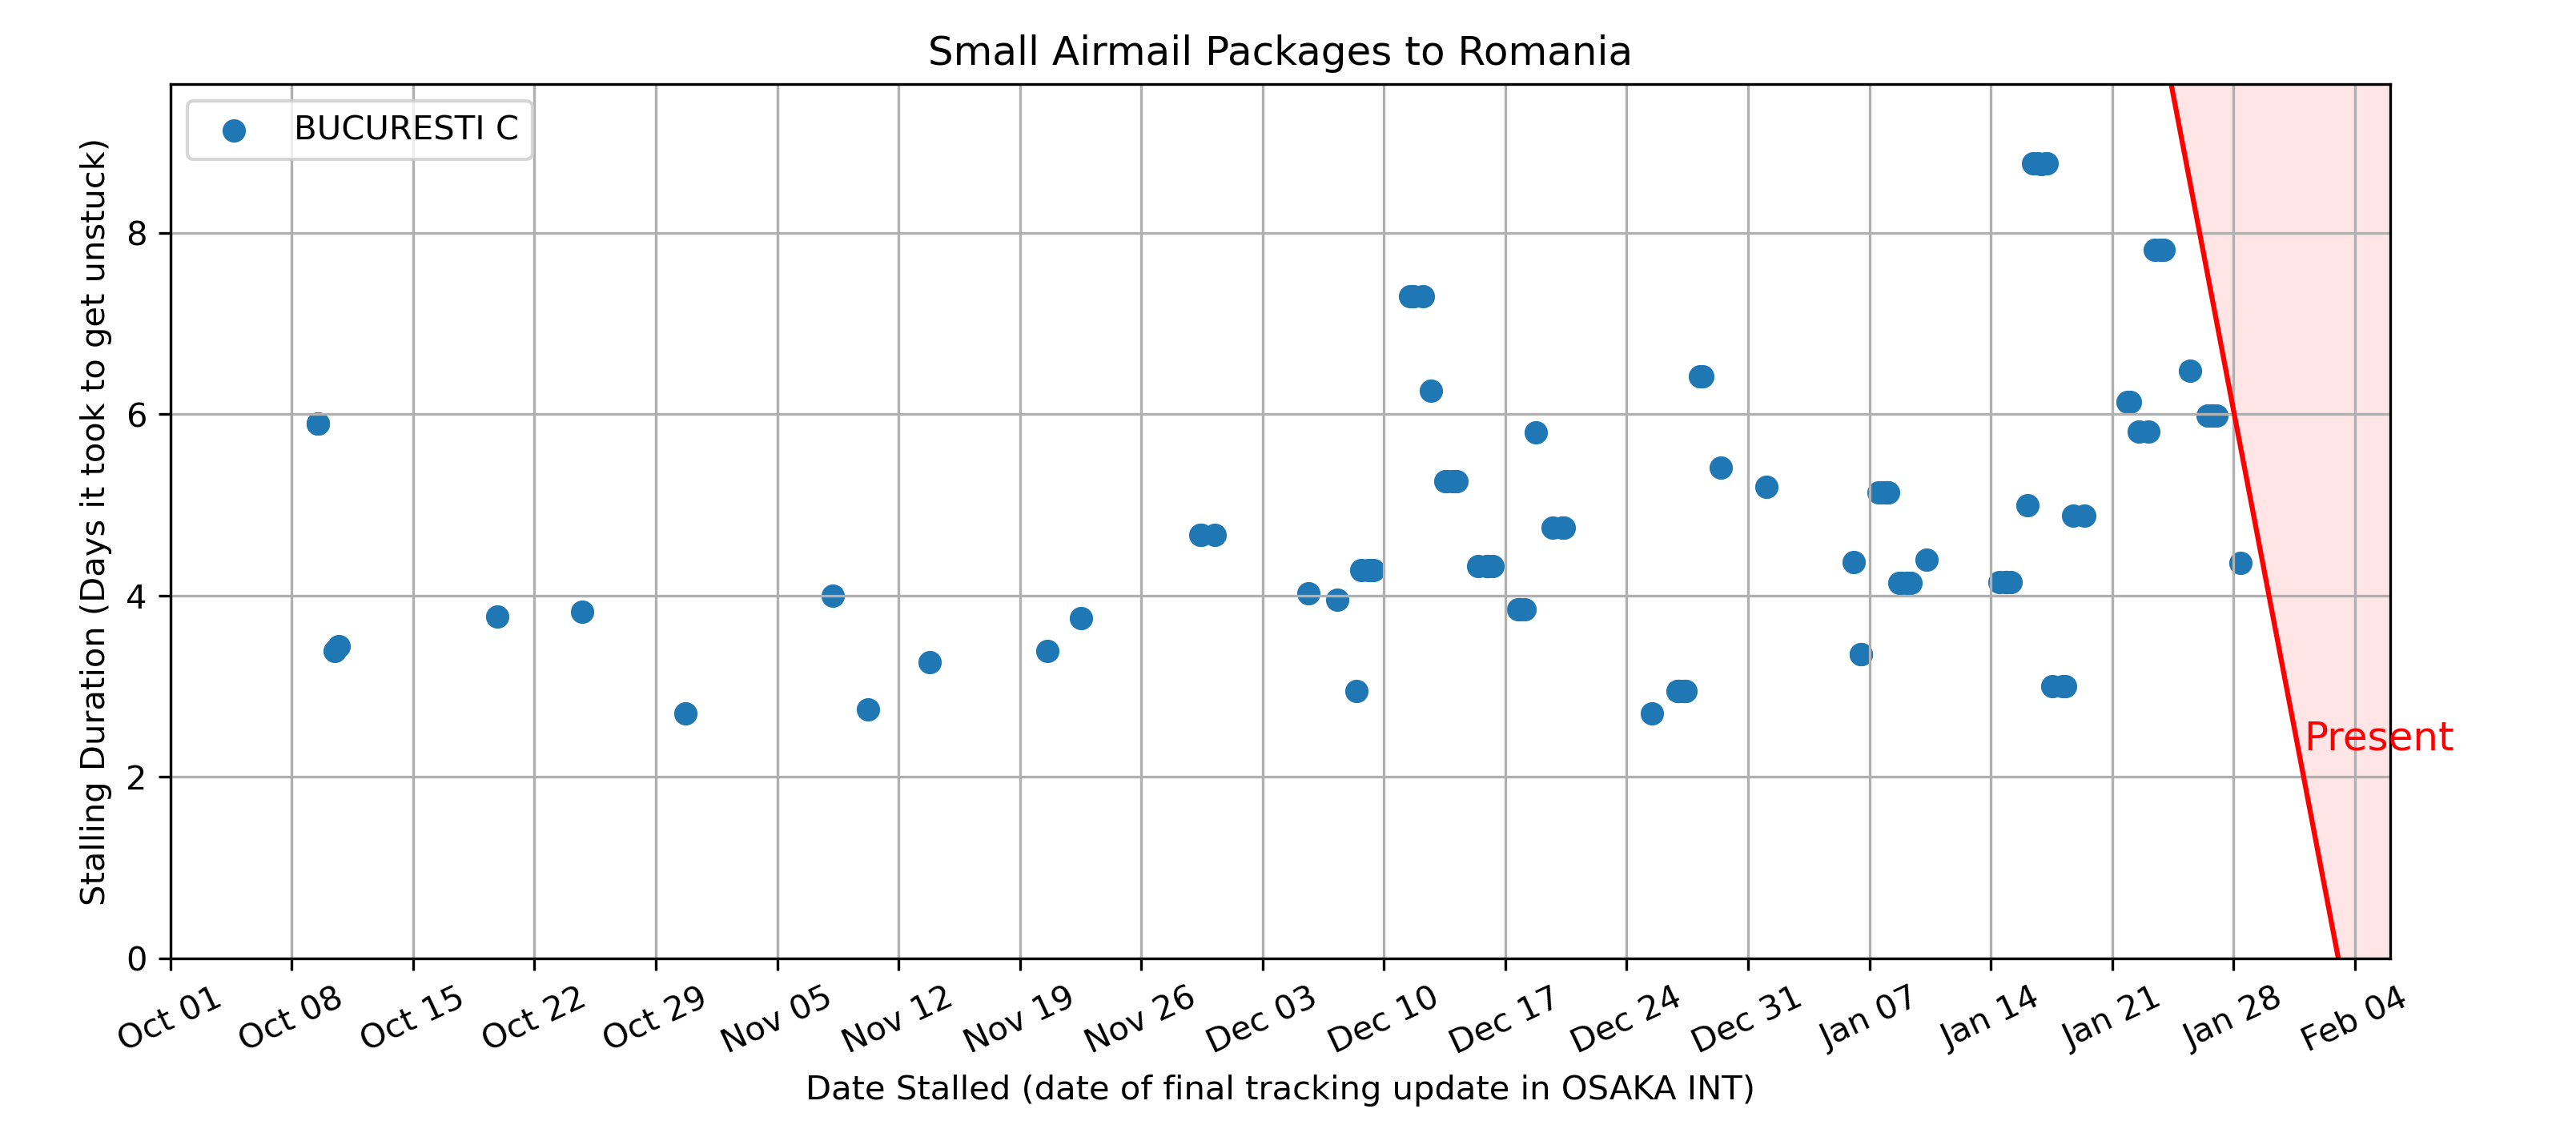 Small Airmail Packages to Romania
BUCURESTI C
Stalling Duration (Days it took to get unstuck)
8
6
4
2
0
Present
Oct 01
Oct 08
Oct 15
Oct 22
Oct 29
Nov 05
Nov 12
Nov 19
Nov 26
Dec 03
Dec 10
Dec 17
Dec 24
Dec 31
Jan 07
Jan 14
Jan 21
Jan 28
Feb 04
Date Stalled (date of final tracking update in OSAKA INT)